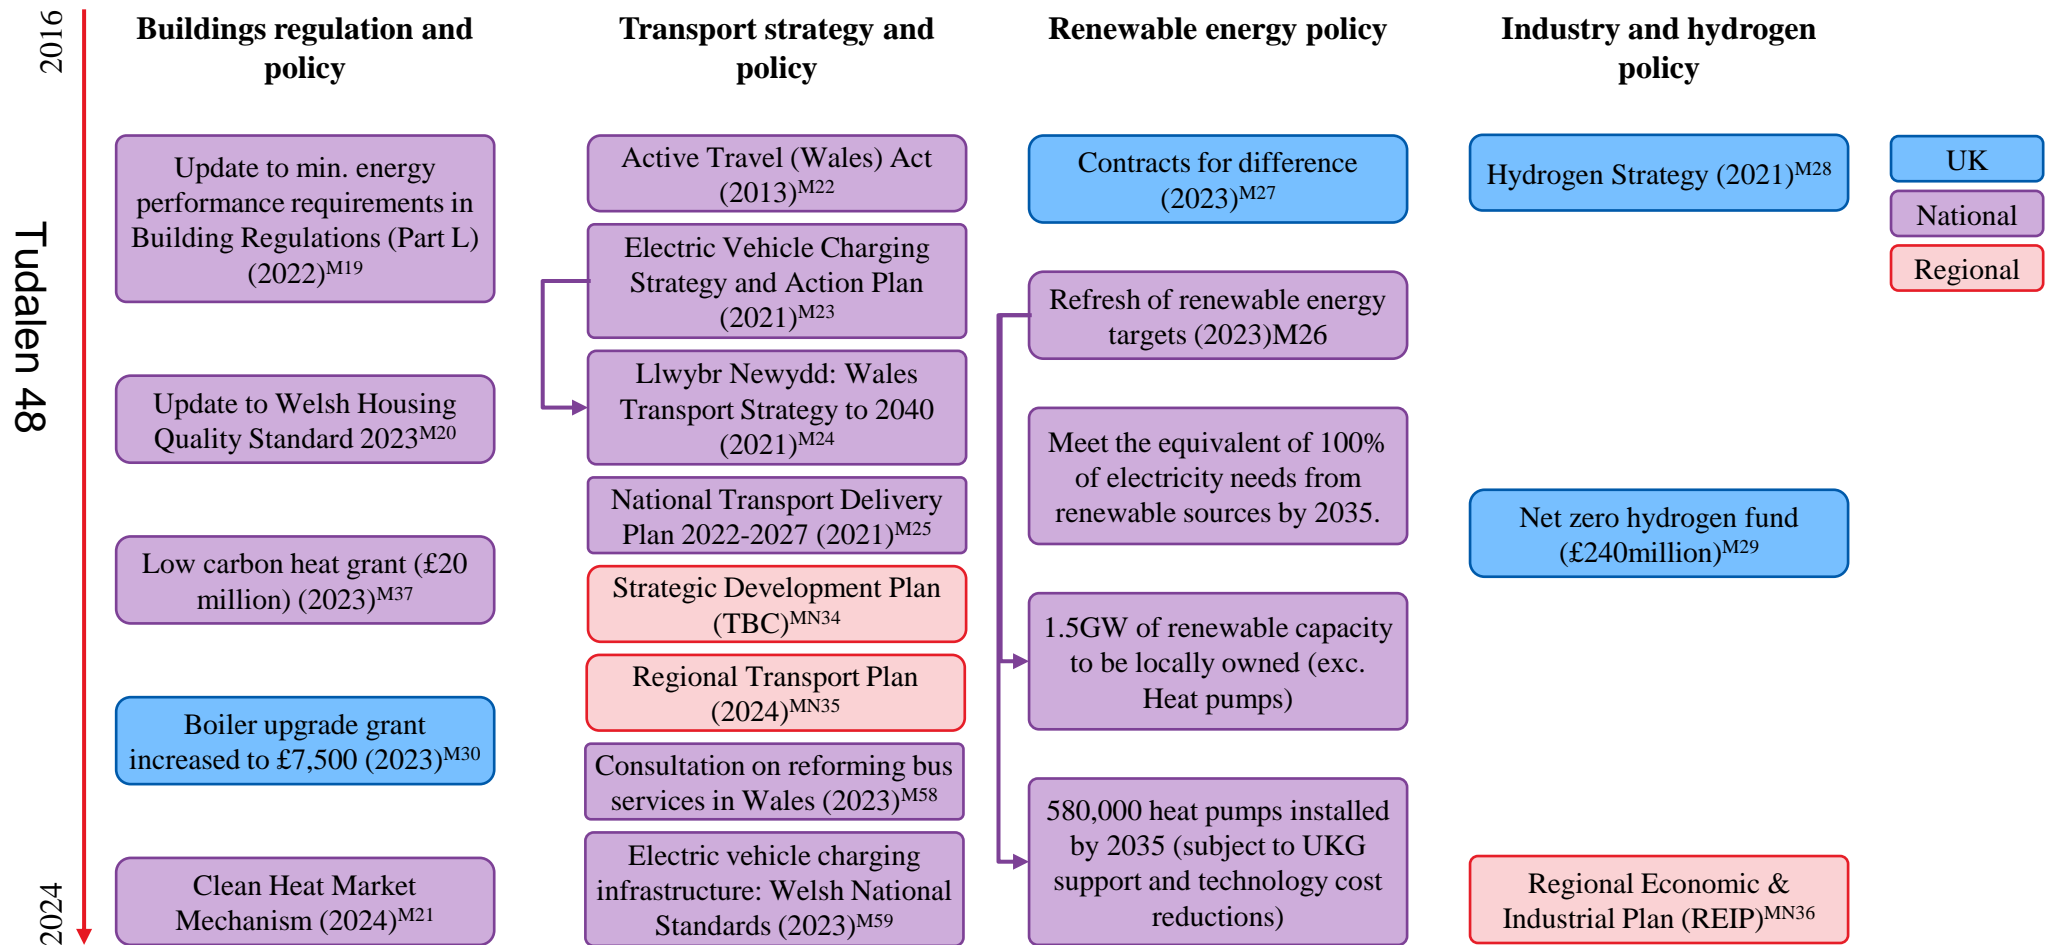 2016
2024
Tudalen 48
Buildings regulation and
policy
Update to min. energy
performance requirements in
Building Regulations (Part L)
(2022)M19
Update to Welsh Housing
Quality Standard 2023M20
Low carbon heat grant (£20
million) (2023)M37
Boiler upgrade grant
increased to £7,500 (2023)M30
Clean Heat Market
Mechanism (2024)M21
Transport strategy and
policy
Active Travel (Wales) Act
(2013)M22
Electric Vehicle Charging
Strategy and Action Plan
(2021)M23
Llwybr Newydd: Wales
Transport Strategy to 2040
(2021)M24
National Transport Delivery
Plan 2022-2027 (2021)M25
Strategic Development Plan
(TBC)MN34
Regional Transport Plan
(2024)MN35
Consultation on reforming bus
services in Wales (2023)M58
Electric vehicle charging
infrastructure: Welsh National
Standards (2023)M59
Renewable energy policy
Contracts for difference
(2023)M27
Refresh of renewable energy
targets (2023)M26
Meet the equivalent of 100%
of electricity needs from
renewable sources by 2035.
1.5GW of renewable capacity
to be locally owned (exc.
Heat pumps)
580,000 heat pumps installed
by 2035 (subject to UKG
support and technology cost
reductions)
Industry and hydrogen
policy
Hydrogen Strategy (2021)M28
Net zero hydrogen fund
(£240million)M29
Regional Economic &
Industrial Plan (REIP)MN36
UK
National
Regional